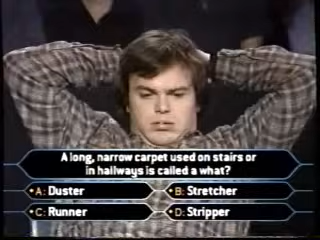 A long, narrow carpet used on stairs or
in hallways is called a what?
A: Duster
B: Stretcher
C: Runner
D: Stripper